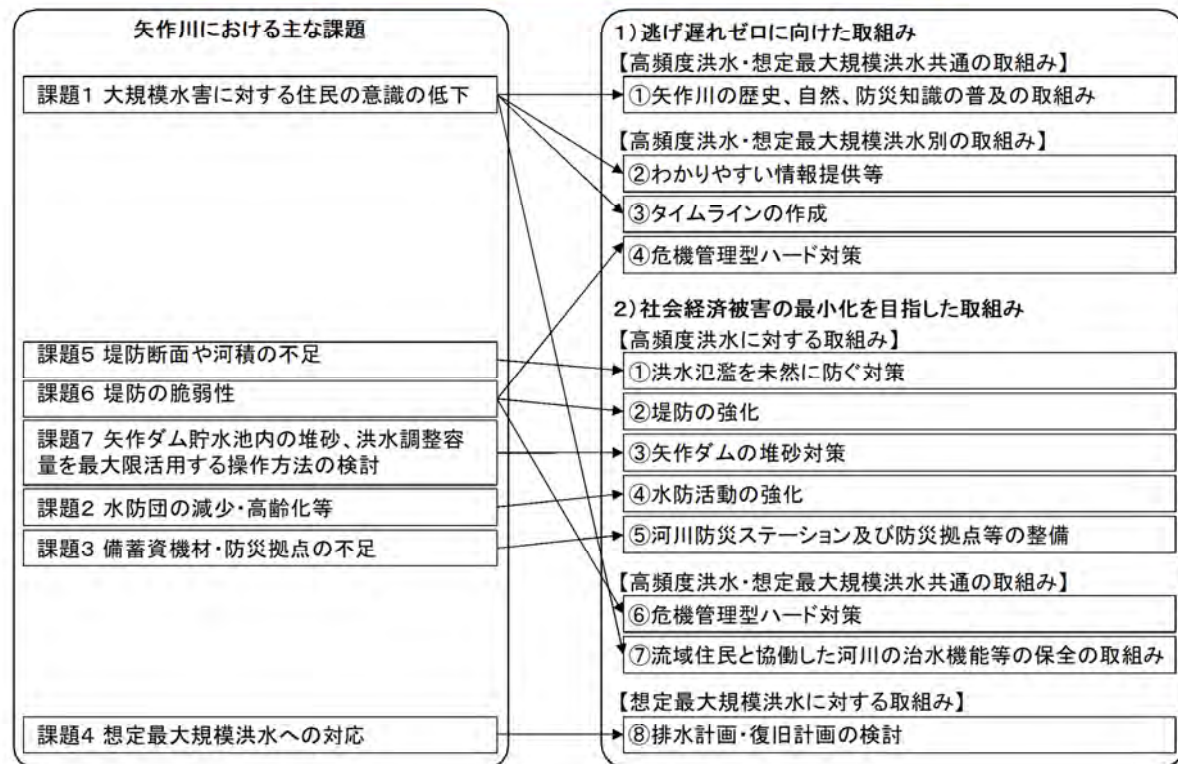 矢作川における主な課題
課題1 大規模水害に対する住民の意識の低下
課題5 堤防断面や河積の不足
課題6 堤防の脆弱性
課題7 矢作ダム貯水池内の堆砂、洪水調整容
量を最大限活用する操作方法の検討
課題2 水防団の減少・高齢化等
課題3 備蓄資機材・防災拠点の不足
課題4 想定最大規模洪水への対応
1)逃げ遅れゼロに向けた取組み
【高頻度洪水・想定最大規模洪水共通の取組み】
①矢作川の歴史、自然、防災知識の普及の取組み
【高頻度洪水・想定最大規模洪水別の取組み】
②わかりやすい情報提供等
③タイムラインの作成
④危機管理型ハード対策
2)社会経済被害の最小化を目指した取組み
【高頻度洪水に対する取組み】
①洪水氾濫を未然に防ぐ対策
②堤防の強化
③矢作ダムの堆砂対策
④水防活動の強化
⑤河川防災ステーション及び防災拠点等の整備
【高頻度洪水・想定最大規模洪水共通の取組み】
⑥危機管理型ハード対策
⑦流域住民と協働した河川の治水機能等の保全の取組み
【想定最大規模洪水に対する取組み】
⑧排水計画・復旧計画の検討